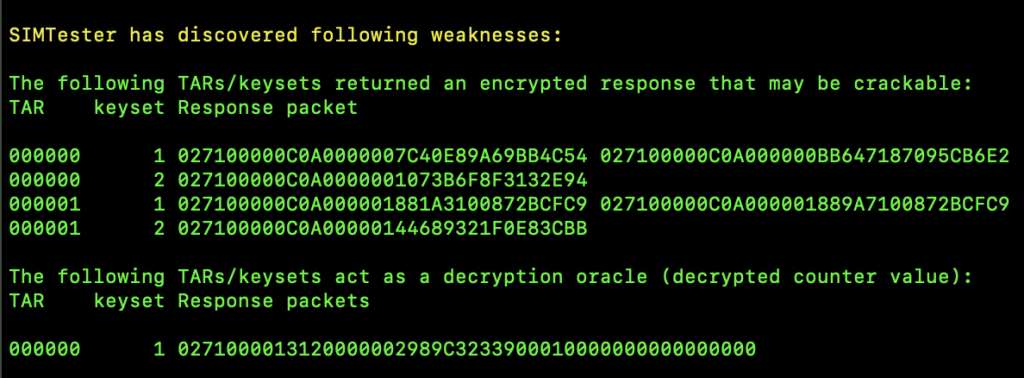 SIMTester has discovered following weaknesses:
The following TARs/keysets returned an encrypted response that may be crackable:
TAR keyset Response packet
000000 1 027100000C0A0000007C40E89A69BB4C54 027100000C0A000000BB647187095CB6E2
000000 2 027100000C0A0000001073B6F8F3132E94
000001 1 027100000C0A000001881A3100872BCFC9 027100000C0A000001889A7100872BCFC9
000001 2 027100000C0A00000144689321F0E83CBB
The following TARs/keysets act as a decryption oracle (decrypted counter value):
TAR keyset Response packets
000000 1 0271000013120000002989C32339000100000000000000​00